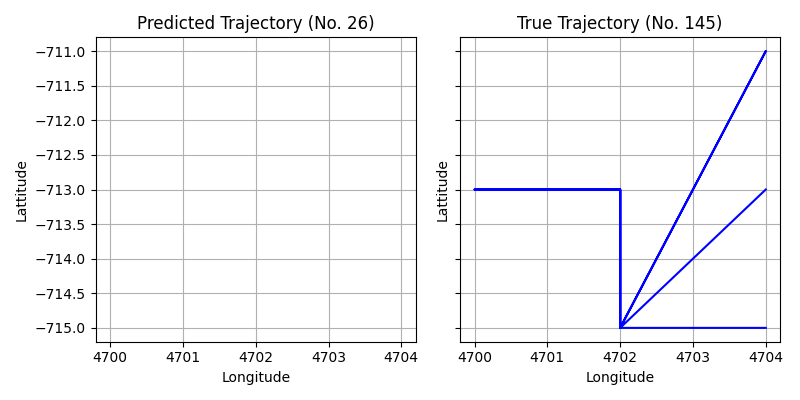 Predicted Trajectory (No. 26)
True Trajectory (No. 145)
−711.0
−711.5
−712.0
−712.5
−713.0
−713.5
−714.0
−714.5
−715.0
Lattitude
Lattitude
4700 4701 4702 4703 4704
4700 4701 4702 4703 4704
Longitude
Longitude